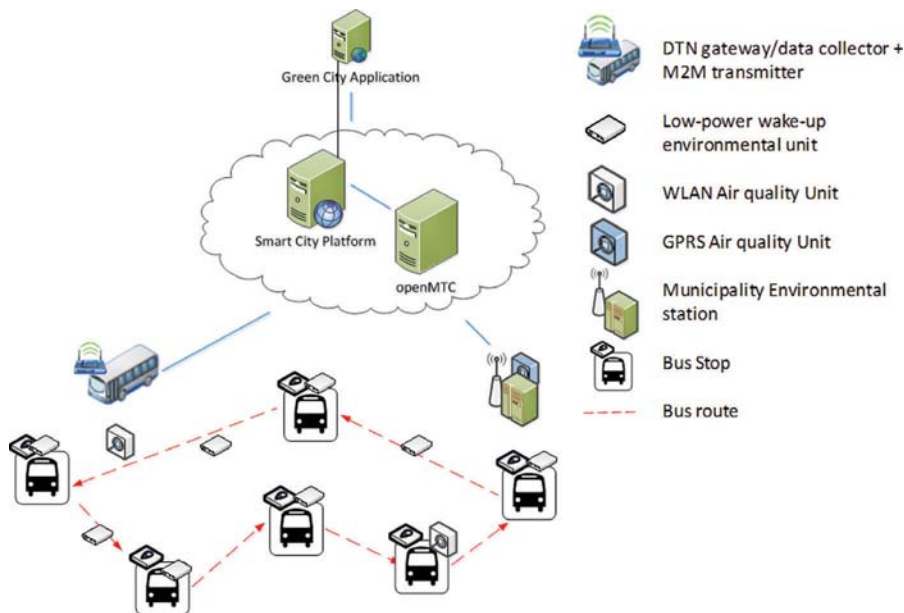 Green City Application
Smart City Platform
openMTC
DTN gateway/data collector +
M2M transmitter
Low-power wake-up
environmental unit
WLAN Air quality Unit
GPRS Air quality Unit
Municipality Environmental
station
Bus Stop
Bus route